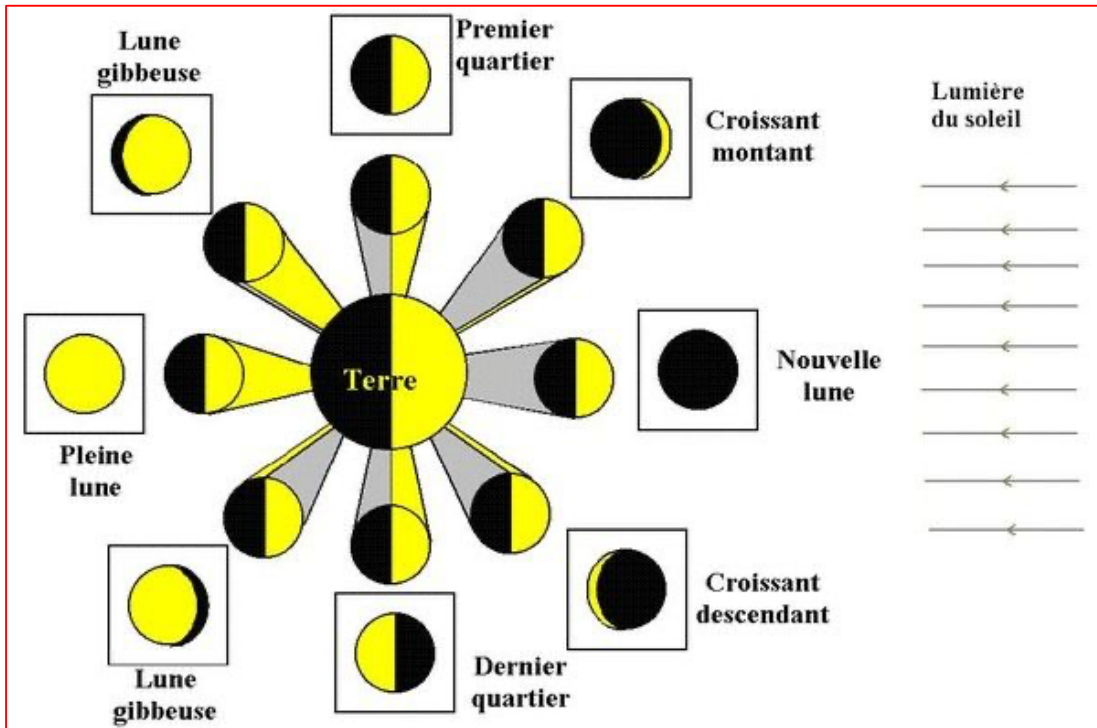 Lune
gibbeuse
Premier
quartier
Croissant
montant
Lumière
du soleil
Terre
Nouvelle
lune
Pleine
lune
Croissant
descendant
Lune
gibbeuse
Dernier
quartier